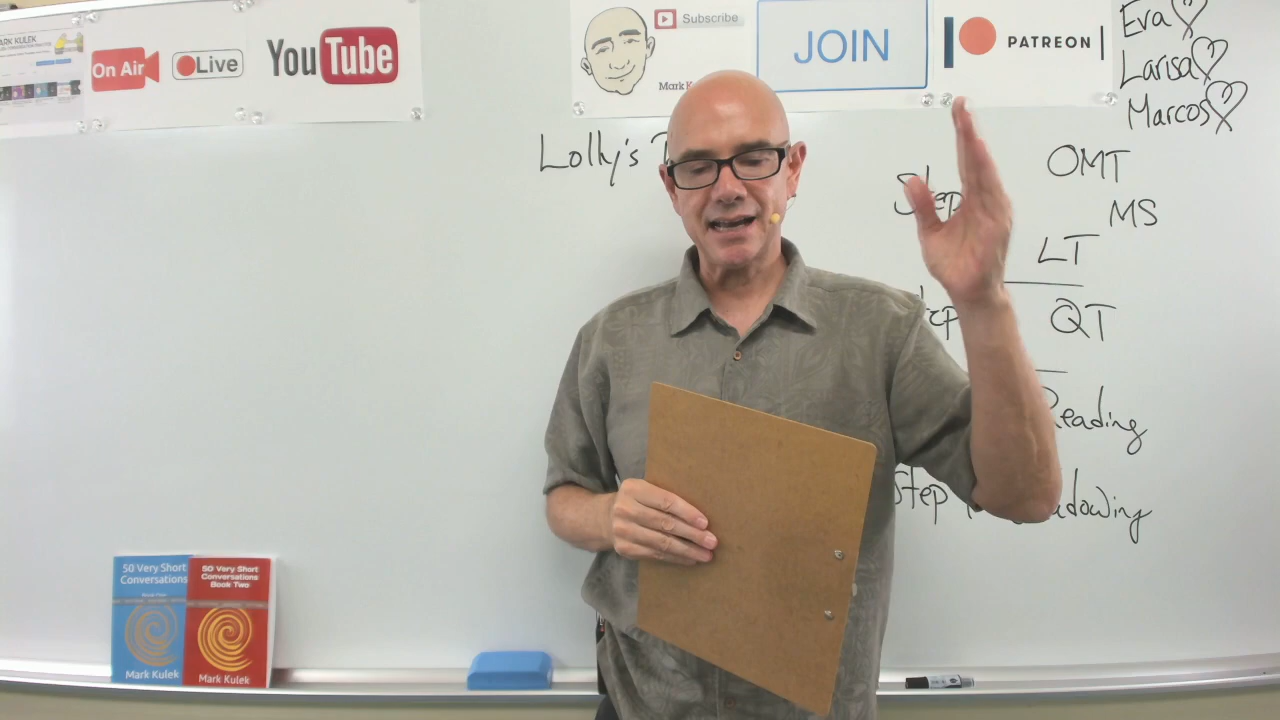 On Air
Live
YouTube
Subscribe
Mark
JOIN
PATREON
Eva
Larisa
Marcos
Lolly's
OMT
Step
MS
LT
QT
Reading
Step
50 Very Short
Conversations
Mark Kulek
50 Very Short
Conversations
Book Two
Mark Kulek